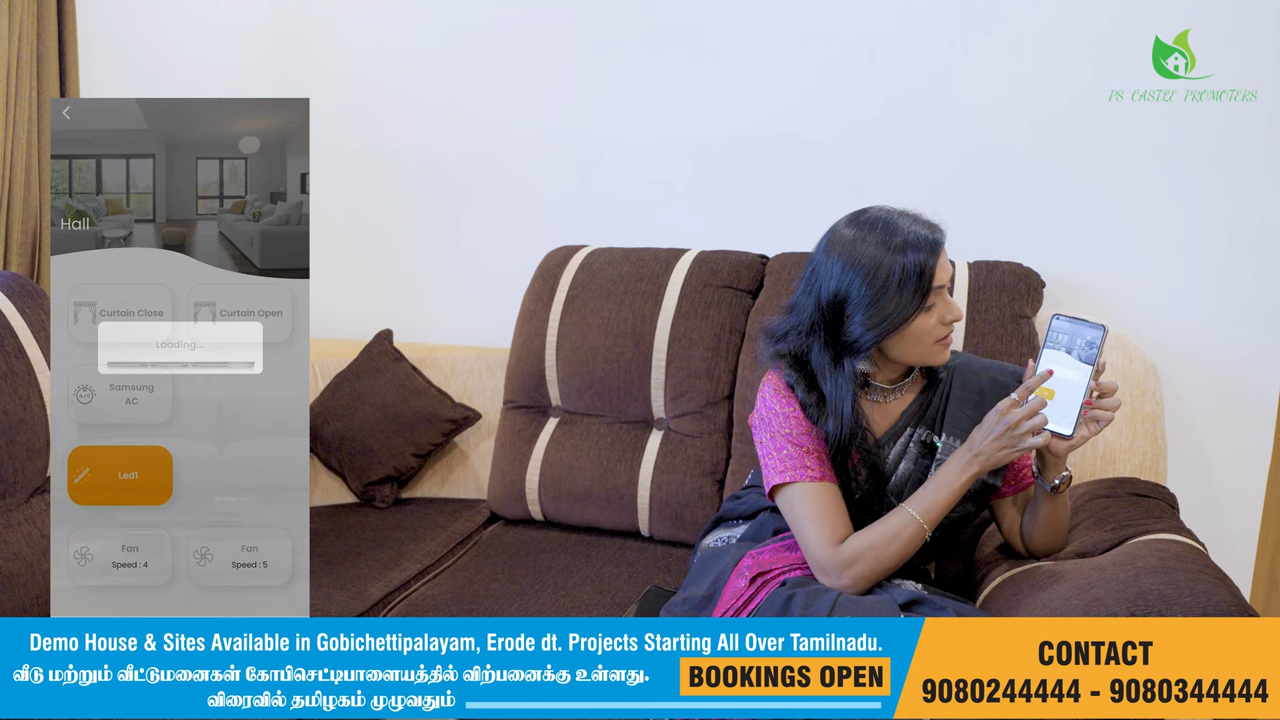 PS CASTLE PROMOTERS
Hall
Curtain Close
Curtain Open
Loading...
Samsung
AC
Led1
Fan
Speed : 4
Fan
Speed : 5
Demo House & Sites Available in Gobichettipalayam, Erode dt. Projects Starting All Over Tamilnadu.
வீடு மற்றும் வீட்டுமனைகள் கோபிசெட்டிபாளையத்தில் விற்பனைக்கு உள்ளது.
விரைவில் தமிழகம் முழுவதும்
BOOKINGS OPEN
CONTACT
9080244444 - 9080344444